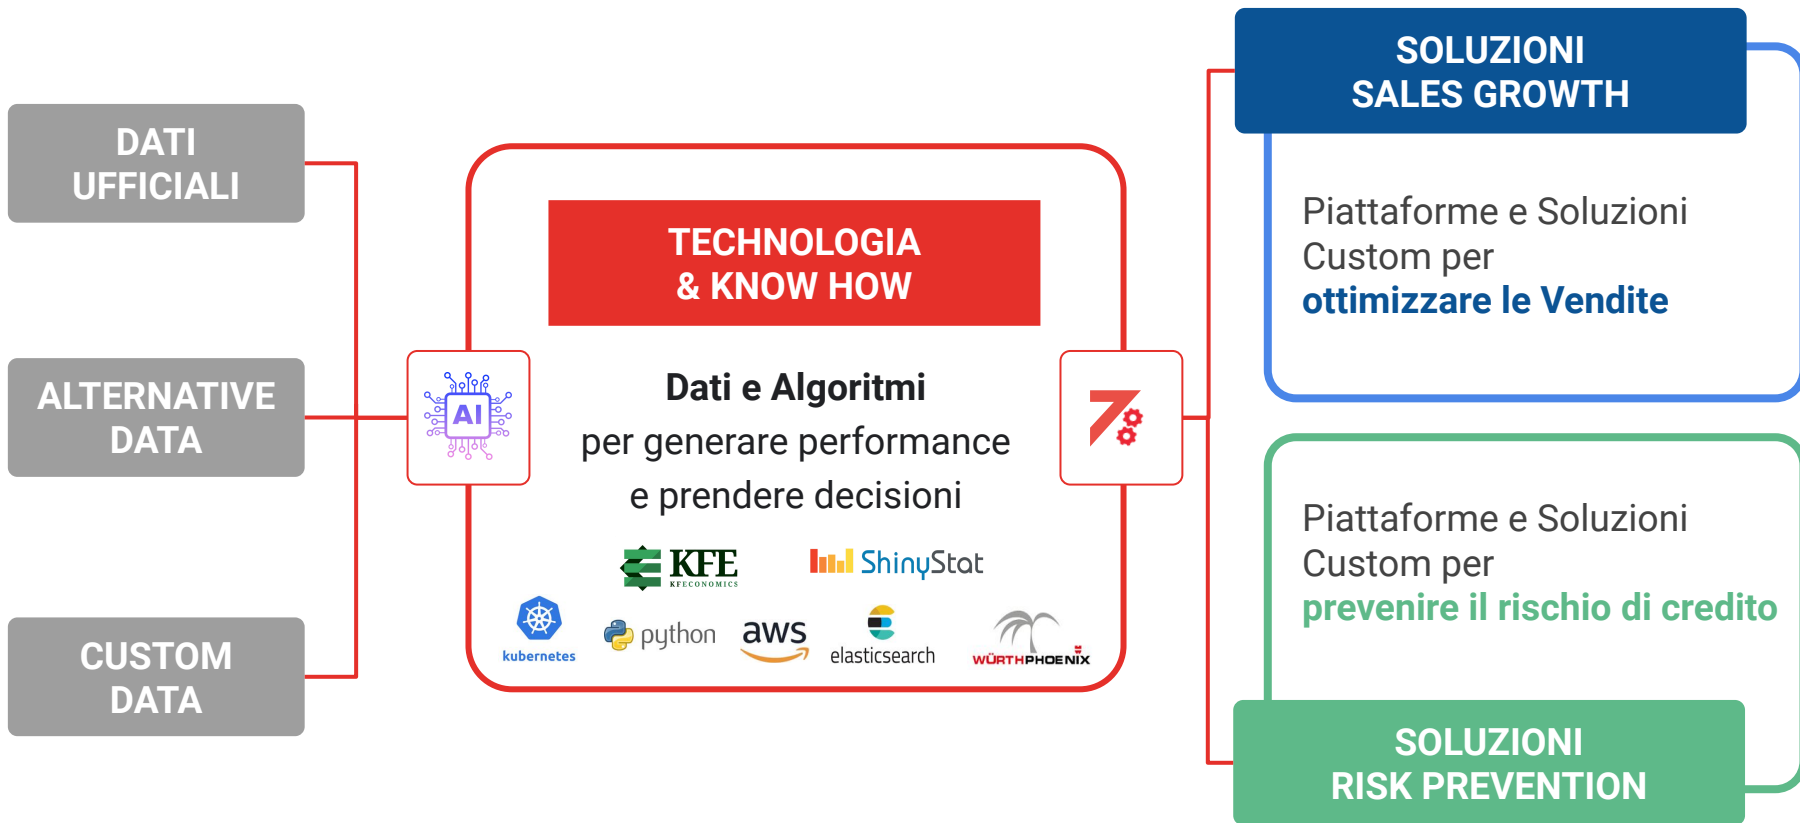 DATI
UFFICIALI
ALTERNATIVE
DATA
CUSTOM
DATA
TECHNOLOGIA
& KNOW HOW
AI
Dati e Algoritmi
per generare performance
e prendere decisioni
KFE
KFECONOMICS
ShinyStat
kubernetes
python
aws
elasticsearch
WÜRTHPHOENIX
SOLUZIONI
SALES GROWTH
Piattaforme e Soluzioni
Custom per
ottimizzare le Vendite
Piattaforme e Soluzioni
Custom per
prevenire il rischio di credito
SOLUZIONI
RISK PREVENTION